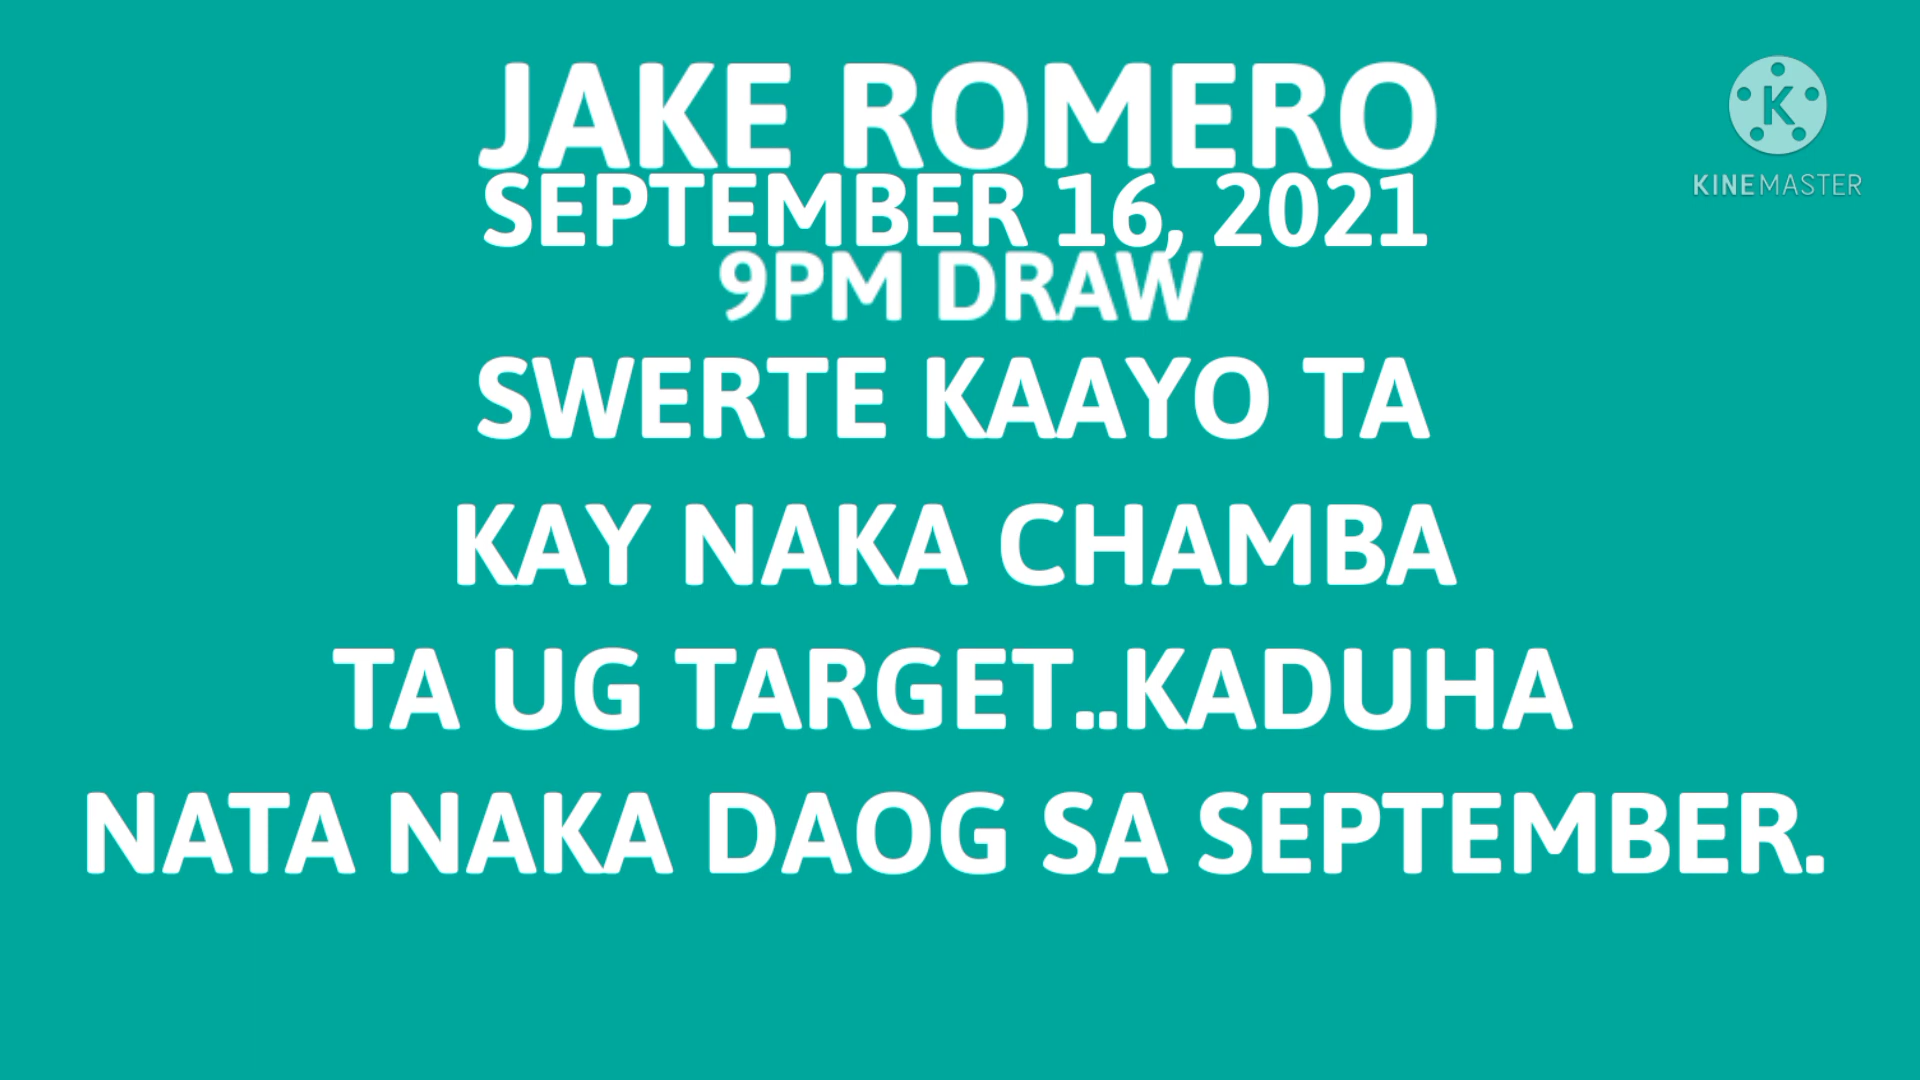 JAKE ROMERO
SEPTEMBER 16, 2021
9PM DRAW
SWERTE KAAYO TA
KAY NAKA CHAMBA
TA UG TARGET..KADUHA
NATA NAKA DAOG SA SEPTEMBER.
K
KINEMASTER